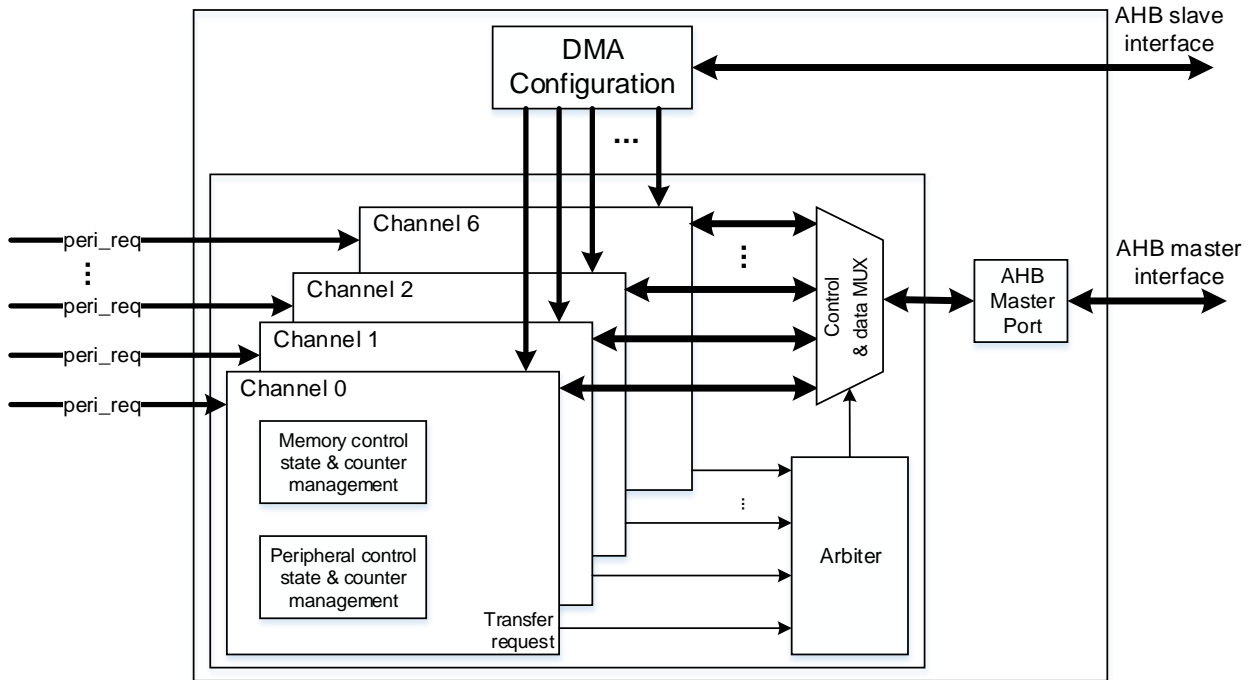 AHB slave
interface
DMA
Configuration
...
Channel 6
peri_req
...
Channel 2
peri_req
Channel 1
peri_req
Channel 0
peri_req
...
Control
& data MUX
AHB
Master
Port
AHB master
interface
Memory control
state & counter
management
Peripheral control
state & counter
management
Transfer
request
...
Arbiter